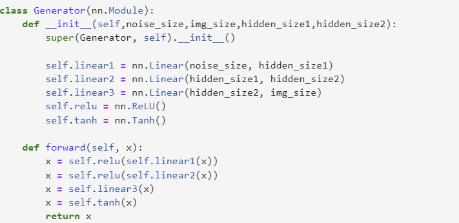 class Generator(nn.Module):
    def __init__(self,noise_size,img_size,hidden_size1,hidden_size2):
        super(Generator, self).__init__()

        self.linear1 = nn.Linear(noise_size, hidden_size1)
        self.linear2 = nn.Linear(hidden_size1, hidden_size2)
        self.linear3 = nn.Linear(hidden_size2, img_size)
        self.relu = nn.ReLU()
        self.tanh = nn.Tanh()

    def forward(self, x):
        x = self.relu(self.linear1(x))
        x = self.relu(self.linear2(x))
        x = self.linear3(x)
        x = self.tanh(x)
        return x